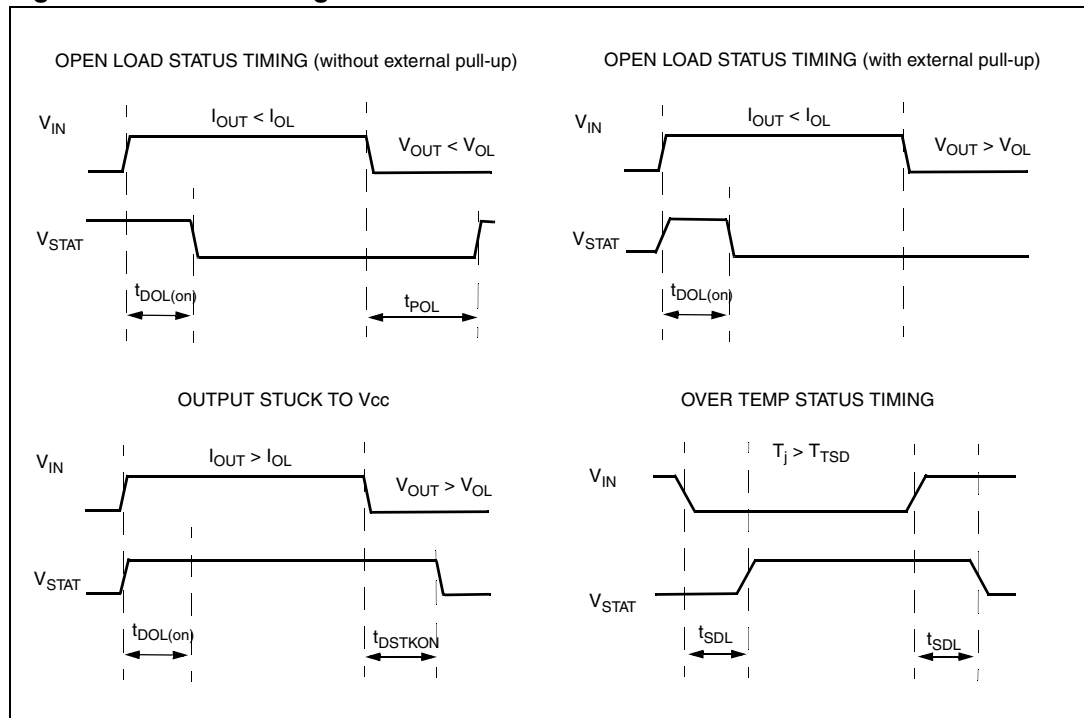 OPEN LOAD STATUS TIMING (without external pull-up)
V_IN
I_OUT < I_OL
V_OUT < V_OL
V_STAT
t_DOL(on)
t_POL
OPEN LOAD STATUS TIMING (with external pull-up)
V_IN
I_OUT < I_OL
V_OUT > V_OL
V_STAT
t_DOL(on)
OUTPUT STUCK TO Vcc
V_IN
I_OUT > I_OL
V_OUT > V_OL
V_STAT
t_DOL(on)
t_DSTKON
OVER TEMP STATUS TIMING
V_IN
T_j > T_TSD
V_STAT
t_SDL
t_SDL